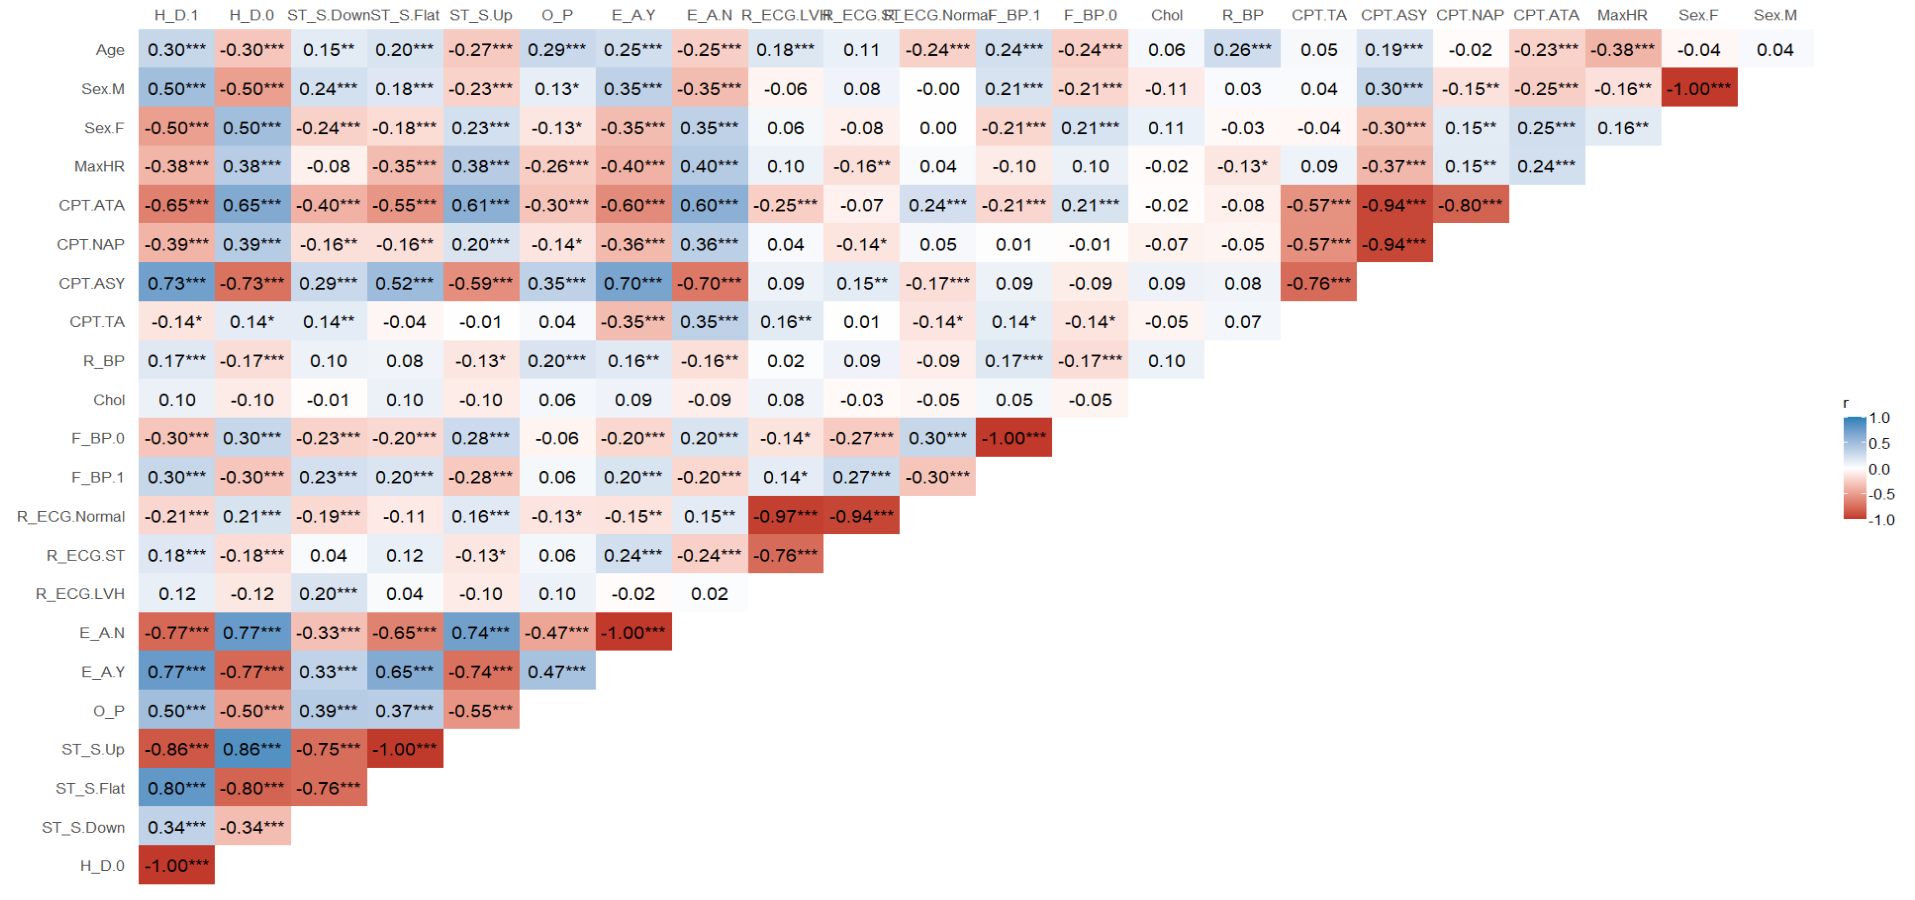 H_D.1 H_D.0 ST_S.Down ST_S.Flat ST_S.Up O_P E_A.Y E_A.N R_ECG.LVH R_ECG.ST R_ECG.Normal F_BP.1 F_BP.0 Chol R_BP CPT.TA CPT.ASY CPT.NAP CPT.ATA MaxHR Sex.F Sex.M
Age 0.30*** -0.30*** 0.15** 0.20*** -0.27*** 0.29*** 0.25*** -0.25*** 0.18*** 0.11 -0.24*** 0.24*** -0.24*** 0.06 0.26*** 0.05 0.19*** -0.02 -0.23*** -0.38*** -0.04 0.04
Sex.M 0.50*** -0.50*** 0.24*** 0.18*** -0.23*** 0.13* 0.35*** -0.35*** -0.06 0.08 -0.00 0.21*** -0.21*** -0.11 0.03 0.04 0.30*** -0.15** -0.25*** -0.16** -1.00***
Sex.F -0.50*** 0.50*** -0.24*** -0.18*** 0.23*** -0.13* -0.35*** 0.35*** 0.06 -0.08 0.00 -0.21*** 0.21*** 0.11 -0.03 -0.04 -0.30*** 0.15** 0.25*** 0.16**
MaxHR -0.38*** 0.38*** -0.08 -0.35*** 0.38*** -0.26*** -0.40*** 0.40*** 0.10 -0.16** 0.04 -0.10 0.10 -0.02 -0.13* 0.09 -0.37*** 0.15** 0.24***
CPT.ATA -0.65*** 0.65*** -0.40*** -0.55*** 0.61*** -0.30*** -0.60*** 0.60*** -0.25*** -0.07 0.24*** -0.21*** 0.21*** -0.02 -0.08 -0.57*** -0.94*** -0.80***
CPT.NAP -0.39*** 0.39*** -0.16** -0.16** 0.20*** -0.14* -0.36*** 0.36*** 0.04 -0.14* 0.05 0.01 -0.01 -0.07 -0.05 -0.57*** -0.94***
CPT.ASY 0.73*** -0.73*** 0.29*** 0.52*** -0.59*** 0.35*** 0.70*** -0.70*** 0.09 0.15** -0.17*** 0.09 -0.09 0.09 0.08 -0.76***
CPT.TA -0.14* 0.14* 0.14** -0.04 -0.01 0.04 -0.35*** 0.35*** 0.16** 0.01 -0.14* 0.14* -0.14* -0.05 0.07
R_BP 0.17*** -0.17*** 0.10 0.08 -0.13* 0.20*** 0.16** -0.16** 0.02 0.09 -0.09 0.17*** -0.17*** 0.10
Chol 0.10 -0.10 -0.01 0.10 -0.10 0.06 0.09 -0.09 0.08 -0.03 -0.05 0.05 -0.05
F_BP.0 -0.30*** 0.30*** -0.23*** -0.20*** 0.28*** -0.06 -0.20*** 0.20*** -0.14* -0.27*** 0.30*** -1.00***
F_BP.1 0.30*** -0.30*** 0.23*** 0.20*** -0.28*** 0.06 0.20*** -0.20*** 0.14* 0.27*** -0.30***
R_ECG.Normal -0.21*** 0.21*** -0.19*** -0.11 0.16*** -0.13* -0.15** 0.15** -0.97*** -0.94***
R_ECG.ST 0.18*** -0.18*** 0.04 0.12 -0.13* 0.06 0.24*** -0.24*** -0.76***
R_ECG.LVH 0.12 -0.12 0.20*** 0.04 -0.10 0.10 -0.02 0.02
E_A.N -0.77*** 0.77*** -0.33*** -0.65*** 0.74*** -0.47*** -1.00***
E_A.Y 0.77*** -0.77*** 0.33*** 0.65*** -0.74*** 0.47***
O_P 0.50*** -0.50*** 0.39*** 0.37*** -0.55***
ST_S.Up -0.86*** 0.86*** -0.75*** -1.00***
ST_S.Flat 0.80*** -0.80*** -0.76***
ST_S.Down 0.34*** -0.34***
H_D.0 -1.00***
r
1.0
0.5
0.0
-0.5
-1.0